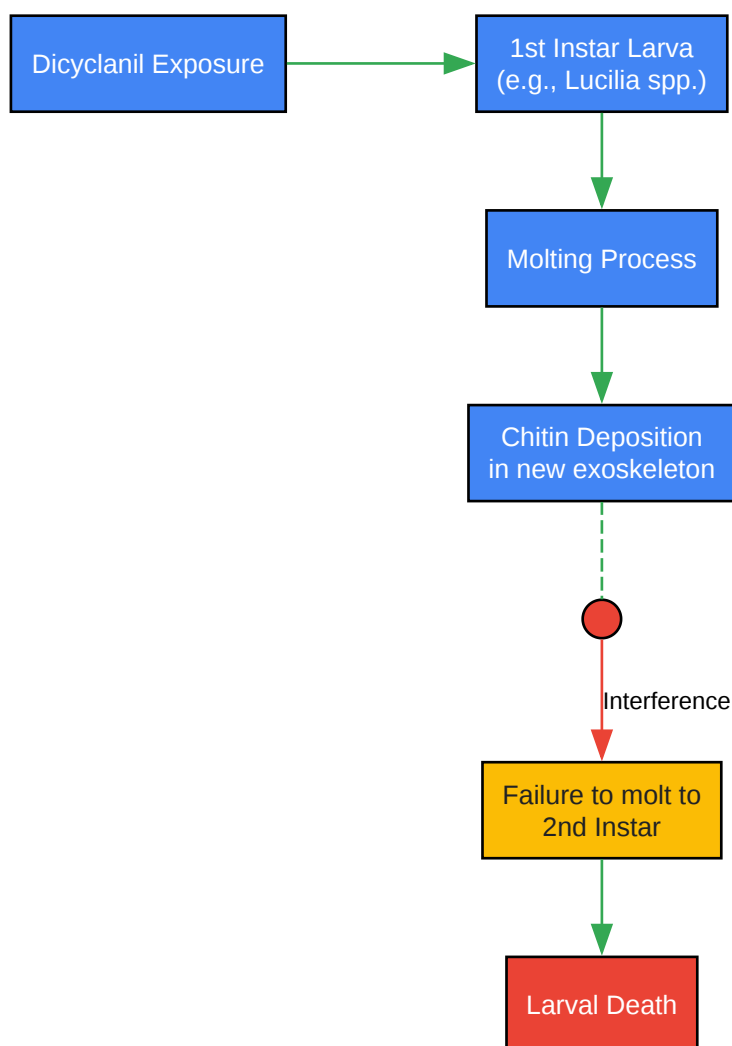 Dicyclanil Exposure
1st Instar Larva
(e.g., Lucilia spp.)
Molting Process
Chitin Deposition
in new exoskeleton
Interference
Failure to molt to
2nd Instar
Larval Death